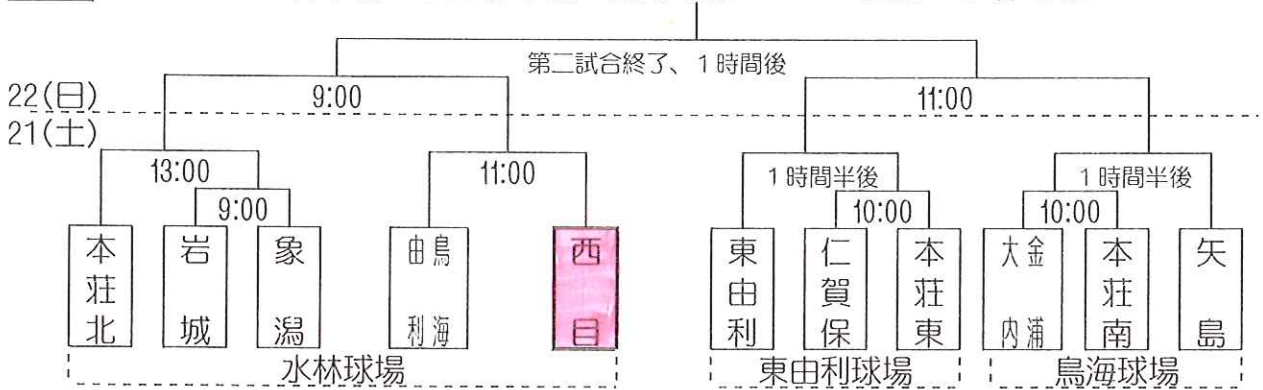 第二試合終了、1時間後
22(日) 9:00 11:00
21(土)
13:00 11:00 1時間半後 1時間半後
9:00 10:00 10:00
本荘北 岩城 象潟 由利 鳥海 西目 東由利 仁賀保 本荘東 大内 金浦 本荘南 矢島
水林球場 東由利球場 鳥海球場